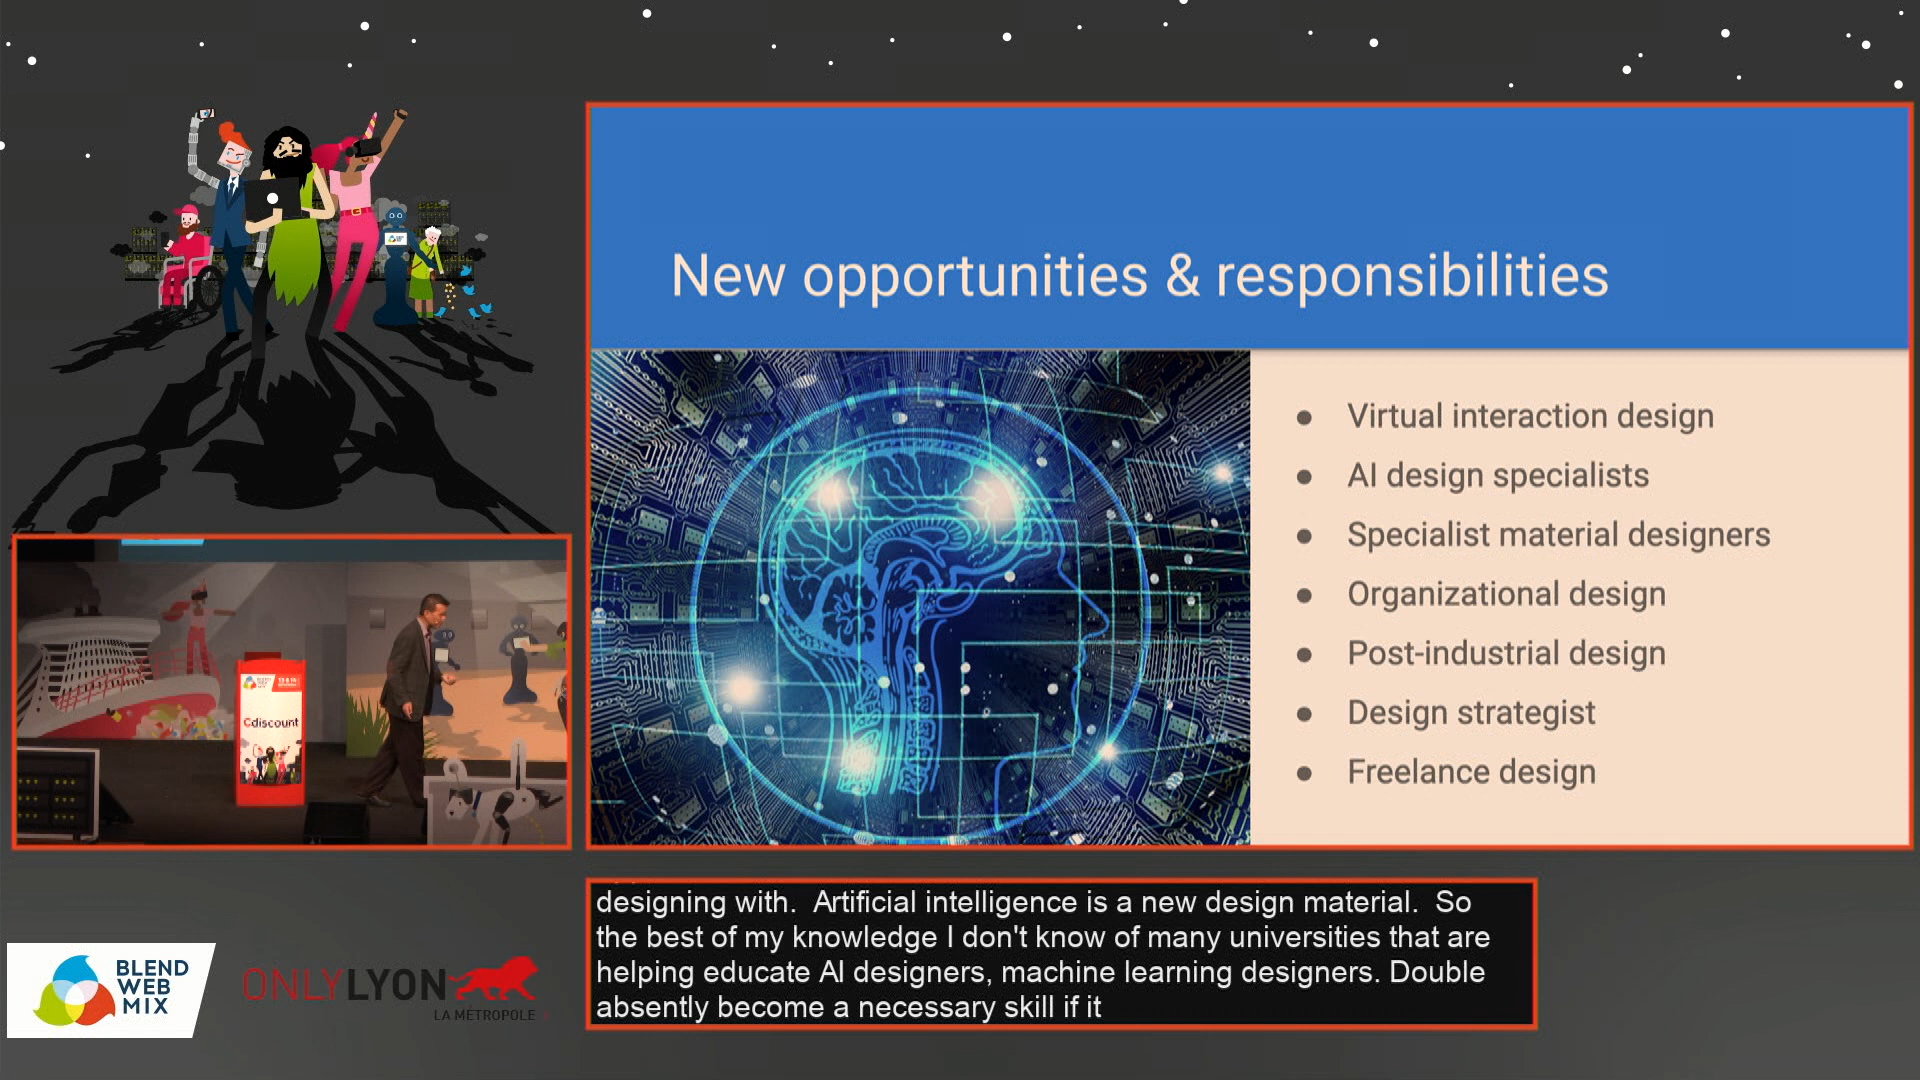 New opportunities & responsibilities
● Virtual interaction design
● AI design specialists
● Specialist material designers
● Organizational design
● Post-industrial design
● Design strategist
● Freelance design
Cdiscount
designing with.  Artificial intelligence is a new design material.  So
the best of my knowledge I don't know of many universities that are
helping educate AI designers, machine learning designers. Double
absently become a necessary skill if it
BLEND
WEB
MIX
ONLYLYON
LA MÉTROPOLE